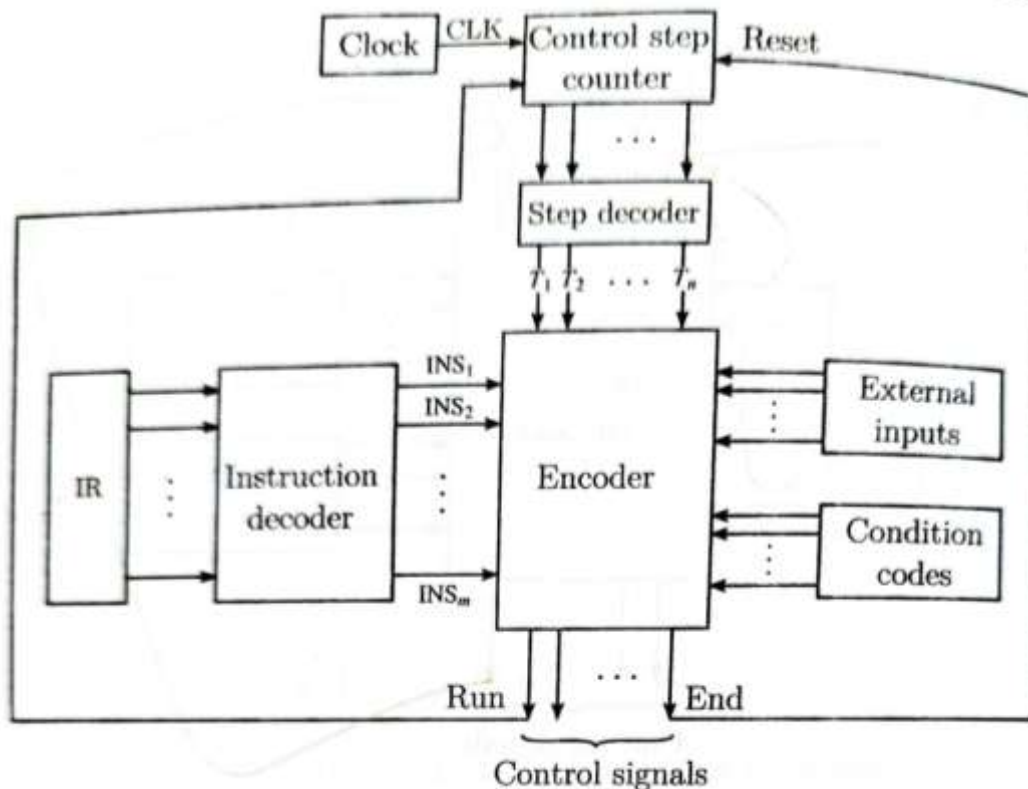 Clock
CLK
Control step
counter
Reset
. . .
Step decoder
T₁ T₂ . . . Tₙ
IR
Instruction
decoder
INS₁
INS₂
INSₘ
Encoder
External
inputs
Condition
codes
Run
. . .
End
Control signals